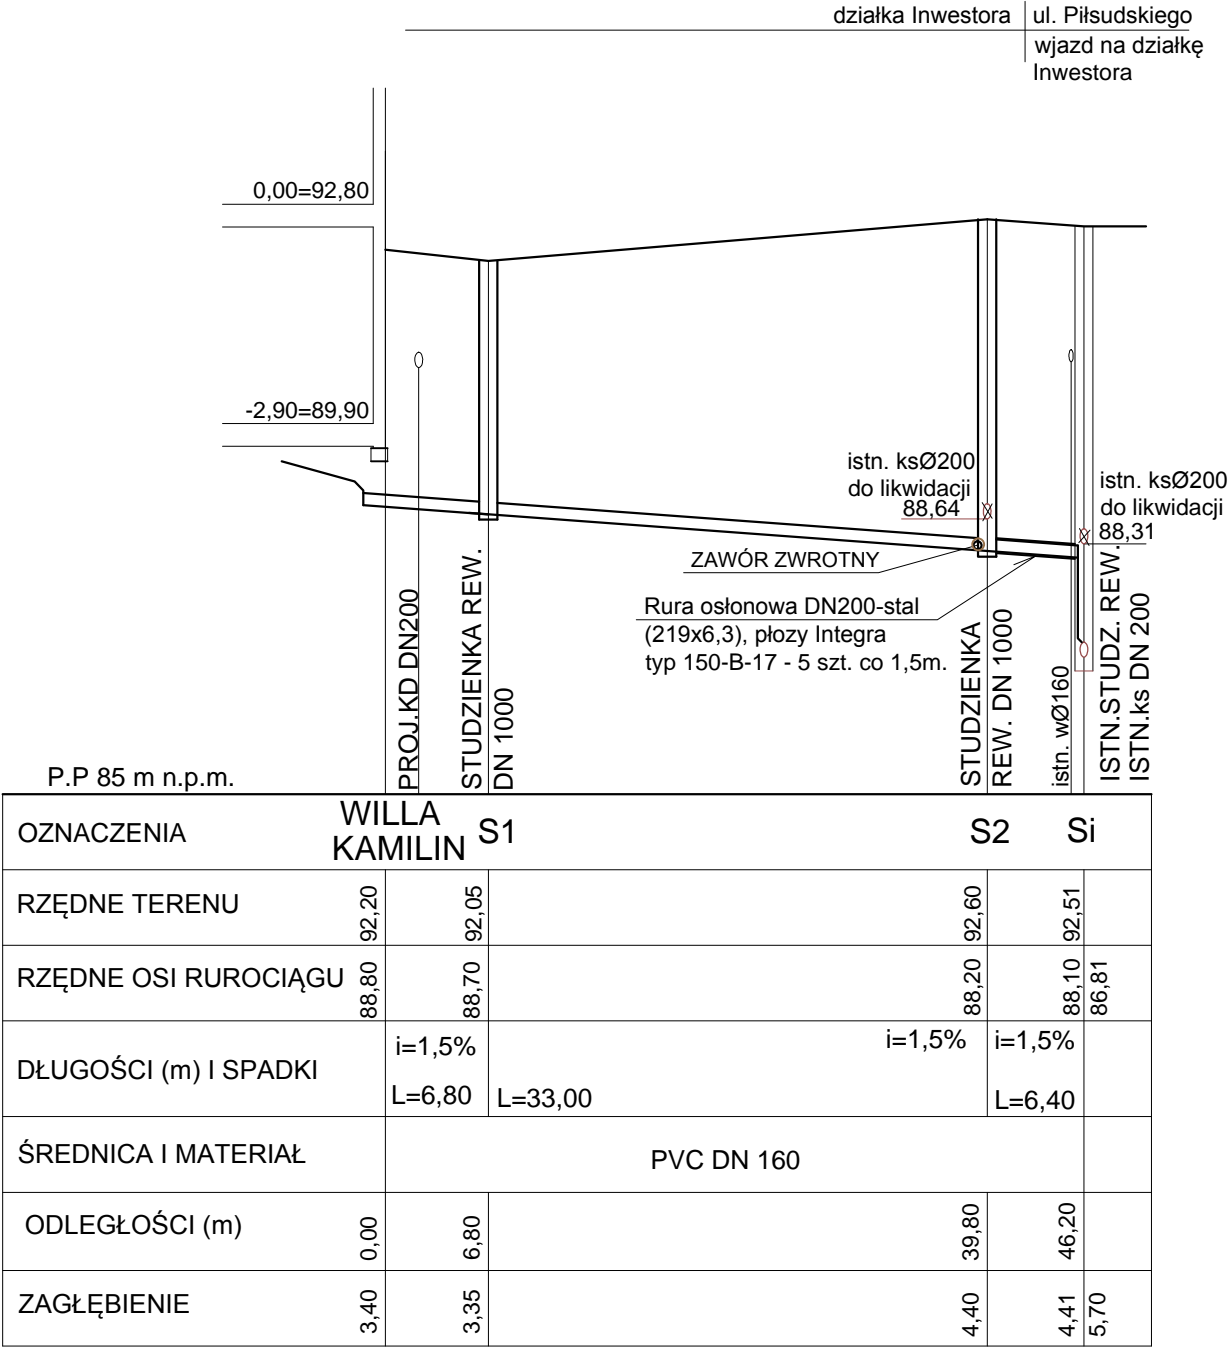 działka Inwestora
ul. Piłsudskiego
wjazd na działkę
Inwestora
0,00=92,80
-2,90=89,90
istn. ksØ200
do likwidacji
88,64
istn. ksØ200
do likwidacji
88,31
ZAWÓR ZWROTNY
Rura osłonowa DN200-stal
(219x6,3), płozy Integra
typ 150-B-17 - 5 szt. co 1,5m.
PROJ.KD DN200
STUDZIENKA REW.
DN 1000
STUDZIENKA
REW. DN 1000
istn. wØ160
ISTN.STUDZ. REW.
ISTN.ks DN 200
P.P 85 m n.p.m.
OZNACZENIA
WILLA
KAMILIN
S1
S2
Si
RZĘDNE TERENU
92,20
92,05
92,60
92,51
RZĘDNE OSI RUROCIĄGU
88,80
88,70
88,20
88,10
86,81
DŁUGOŚCI (m) I SPADKI
i=1,5%
L=6,80
L=33,00
i=1,5%
i=1,5%
L=6,40
ŚREDNICA I MATERIAŁ
PVC DN 160
ODLEGŁOŚCI (m)
0,00
6,80
39,80
46,20
ZAGŁĘBIENIE
3,40
3,35
4,40
4,41
5,70